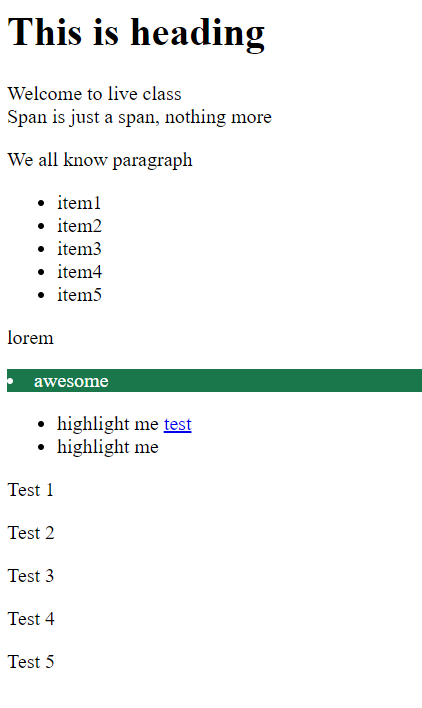 This is heading
Welcome to live class
Span is just a span, nothing more
We all know paragraph
item1
item2
item3
item4
item5
lorem
awesome
highlight me test
highlight me
Test 1
Test 2
Test 3
Test 4
Test 5